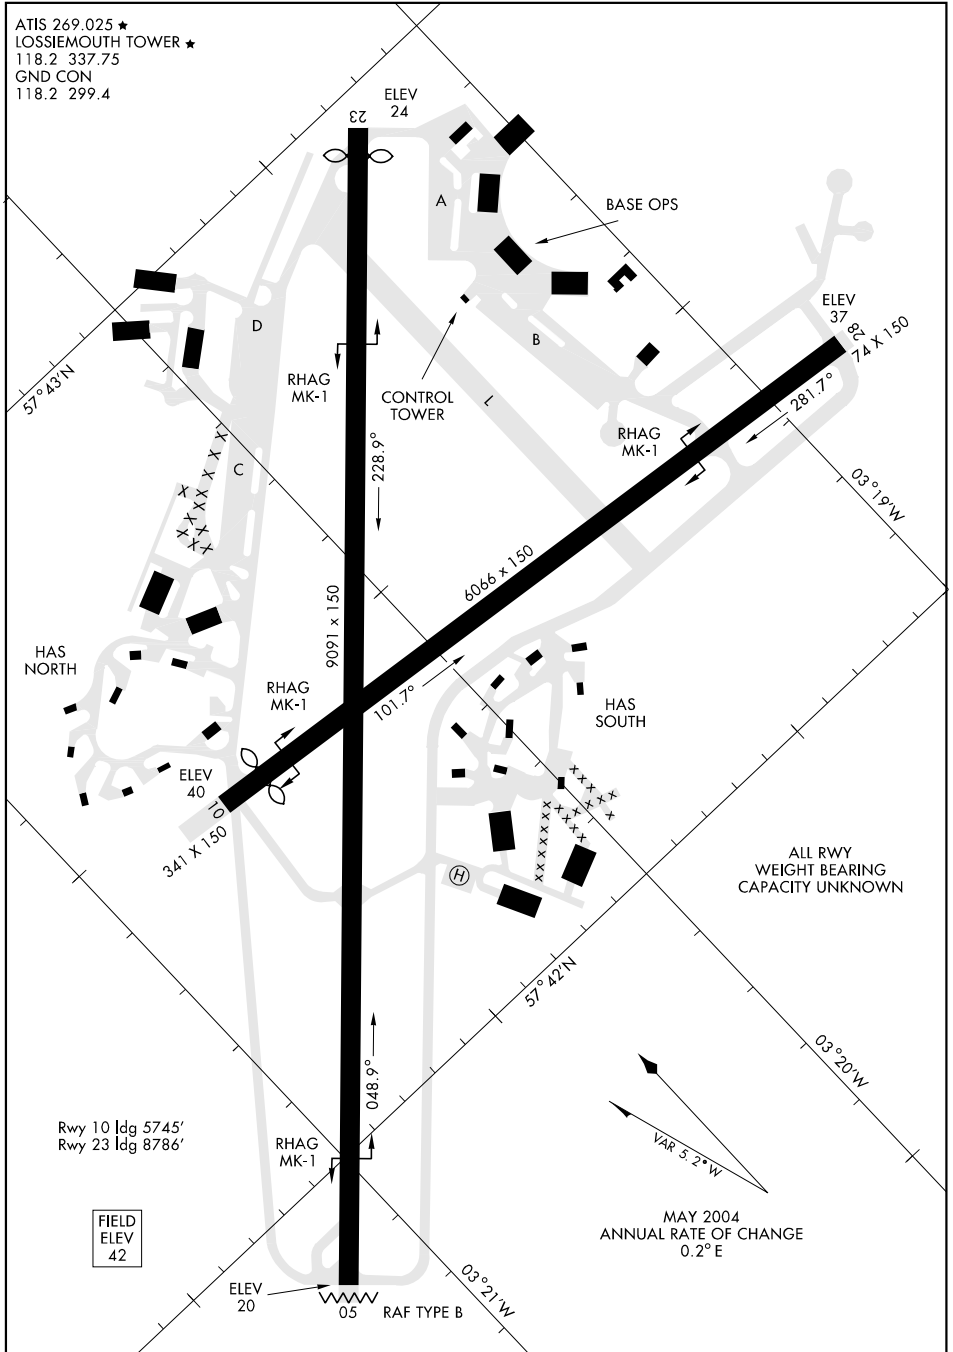 ATIS 269.025 ★
LOSSIEMOUTH TOWER ★
118.2 337.75
GND CON
118.2 299.4
ELEV
24
23
A
BASE OPS
ELEV
37
28
74 X 150
281.7°
D
B
RHAG
MK-1
CONTROL
TOWER
L
RHAG
MK-1
57°43'N
228.9°
C
03°19'W
6066 x 150
9091 x 150
HAS
NORTH
RHAG
MK-1
101.7°
HAS
SOUTH
ELEV
40
10
341 X 150
H
ALL RWY
WEIGHT BEARING
CAPACITY UNKNOWN
57°42'N
03°20'W
048.9°
Rwy 10 ldg 5745'
Rwy 23 ldg 8786'
RHAG
MK-1
VAR 5.2° W
FIELD
ELEV
42
MAY 2004
ANNUAL RATE OF CHANGE
0.2° E
03°21'W
ELEV
20
05
RAF TYPE B